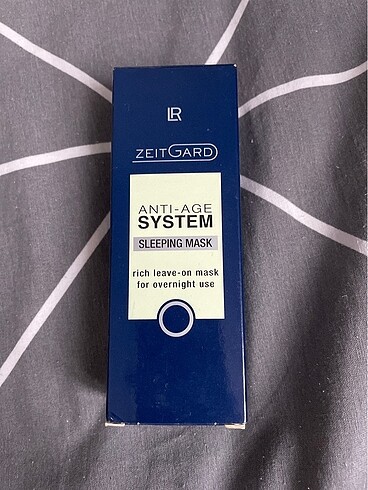 LR
ZEITGARD
ANTI-AGE
SYSTEM
SLEEPING MASK
rich leave-on mask
for overnight use